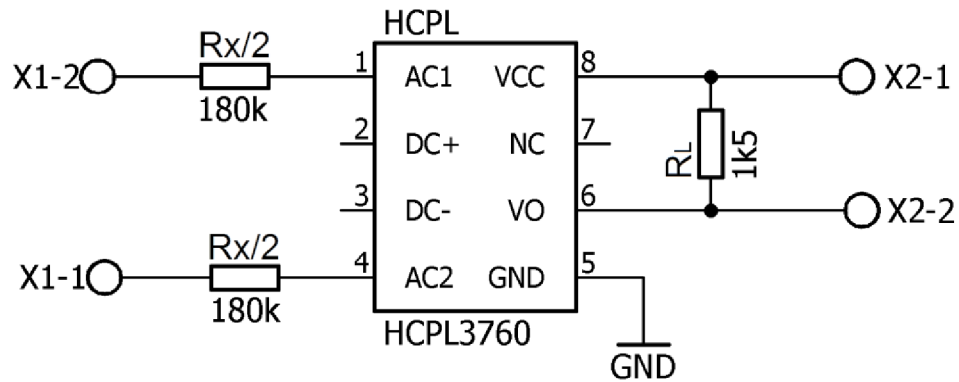 HCPL
Rx/2
X1-2
180k
1
AC1
VCC
8
X2-1
2
DC+
NC
7
RL
1k5
3
DC-
VO
6
X2-2
Rx/2
X1-1
180k
4
AC2
GND
5
HCPL3760
GND